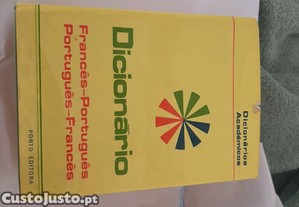 Dicionários
Académicos
Dicionário
Francês-Português
Português-Francês
PORTO EDITORA
CustoJusto.pt